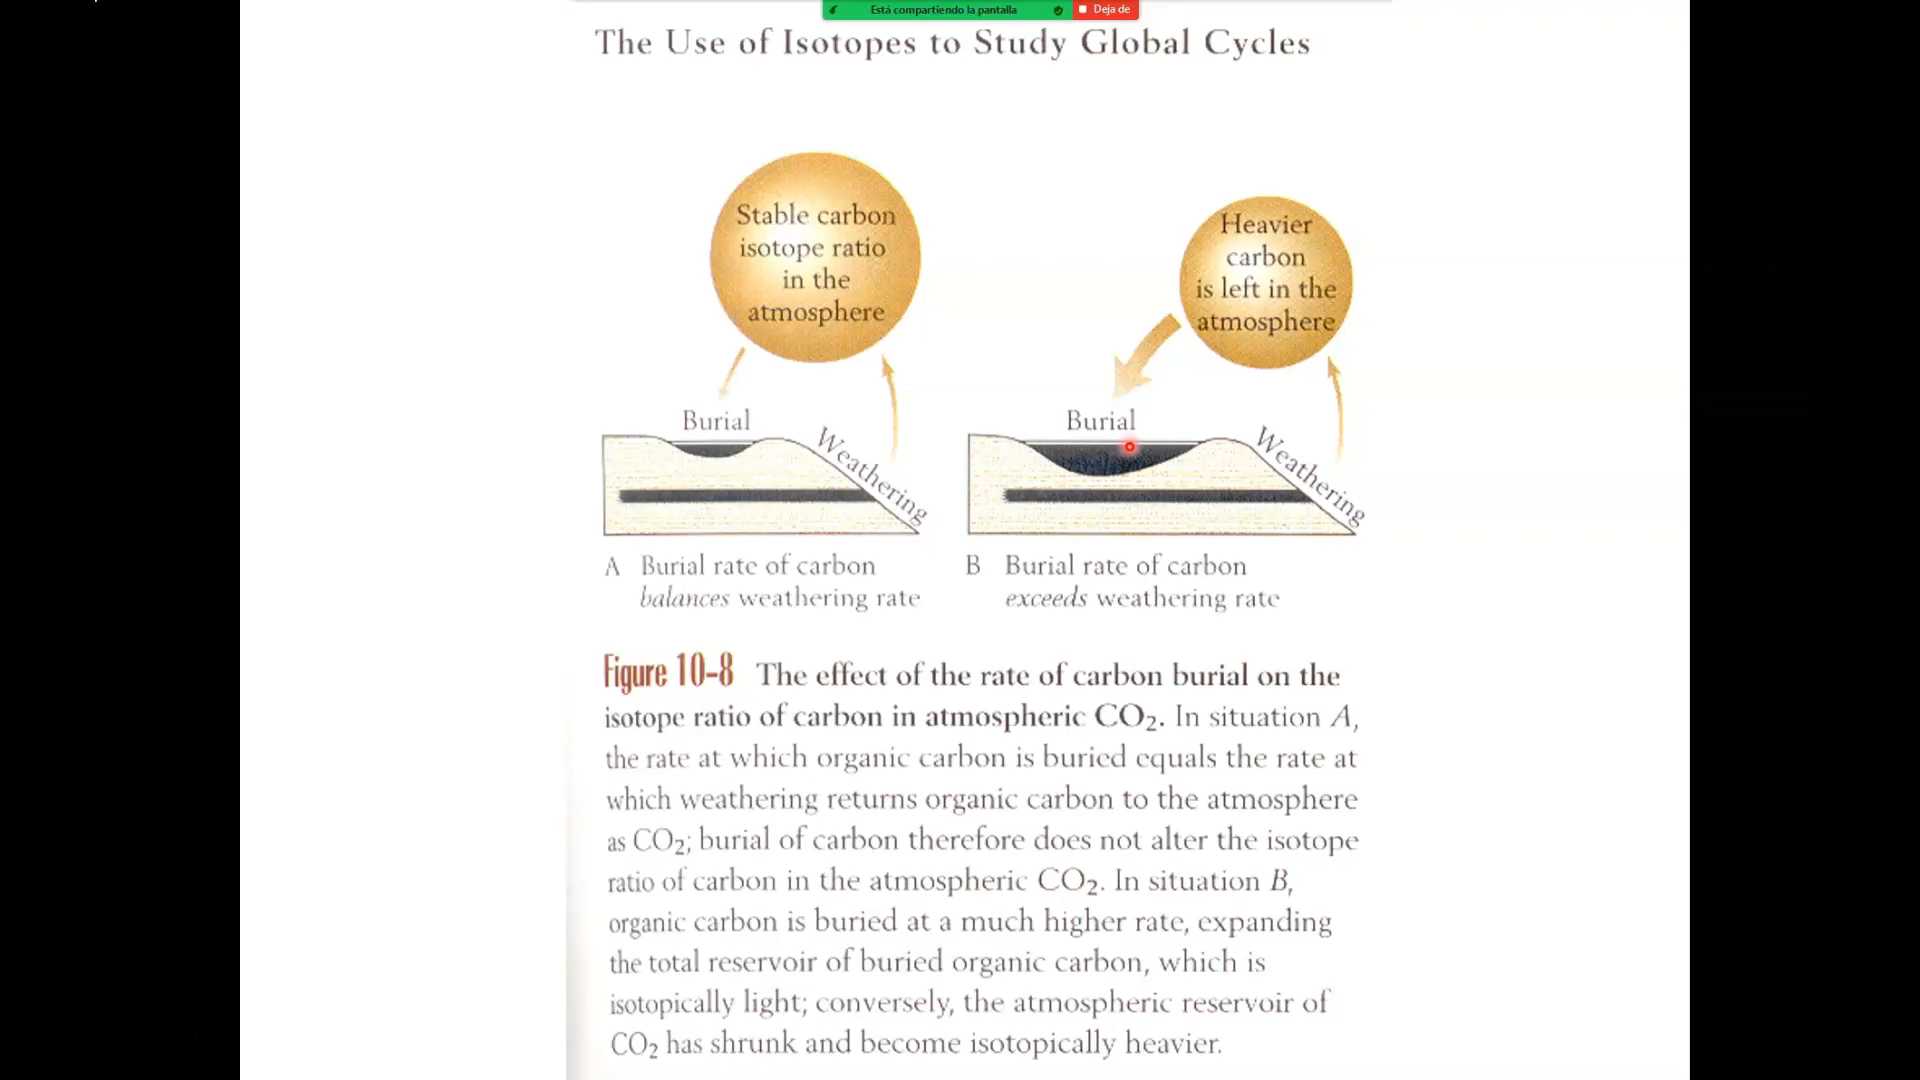 Está compartiendo la pantalla
Deja de
The Use of Isotopes to Study Global Cycles
Stable carbon
isotope ratio
in the
atmosphere
Heavier
carbon
is left in the
atmosphere
Burial
Weathering
Burial
Weathering
A Burial rate of carbon
balances weathering rate
B Burial rate of carbon
exceeds weathering rate
Figure 10–8 The effect of the rate of carbon burial on the
isotope ratio of carbon in atmospheric CO₂. In situation A,
the rate at which organic carbon is buried equals the rate at
which weathering returns organic carbon to the atmosphere
as CO₂; burial of carbon therefore does not alter the isotope
ratio of carbon in the atmospheric CO₂. In situation B,
organic carbon is buried at a much higher rate, expanding
the total reservoir of buried organic carbon, which is
isotopically light; conversely, the atmospheric reservoir of
CO₂ has shrunk and become isotopically heavier.